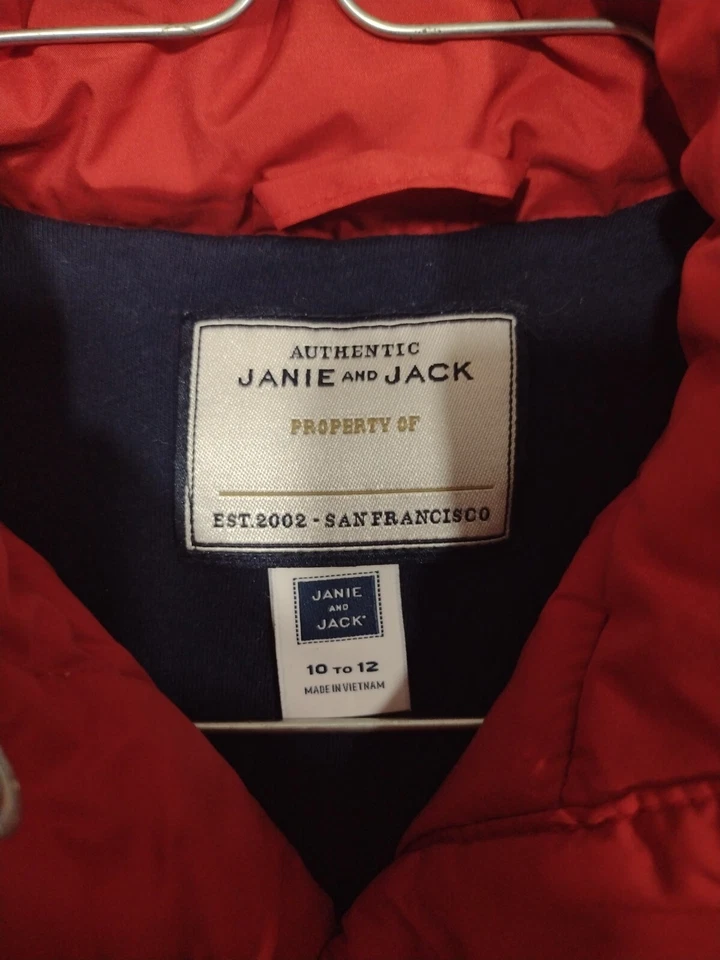 AUTHENTIC
JANIE AND JACK
PROPERTY OF
EST. 2002 - SAN FRANCISCO
JANIE
AND
JACK
10 TO 12
MADE IN VIETNAM